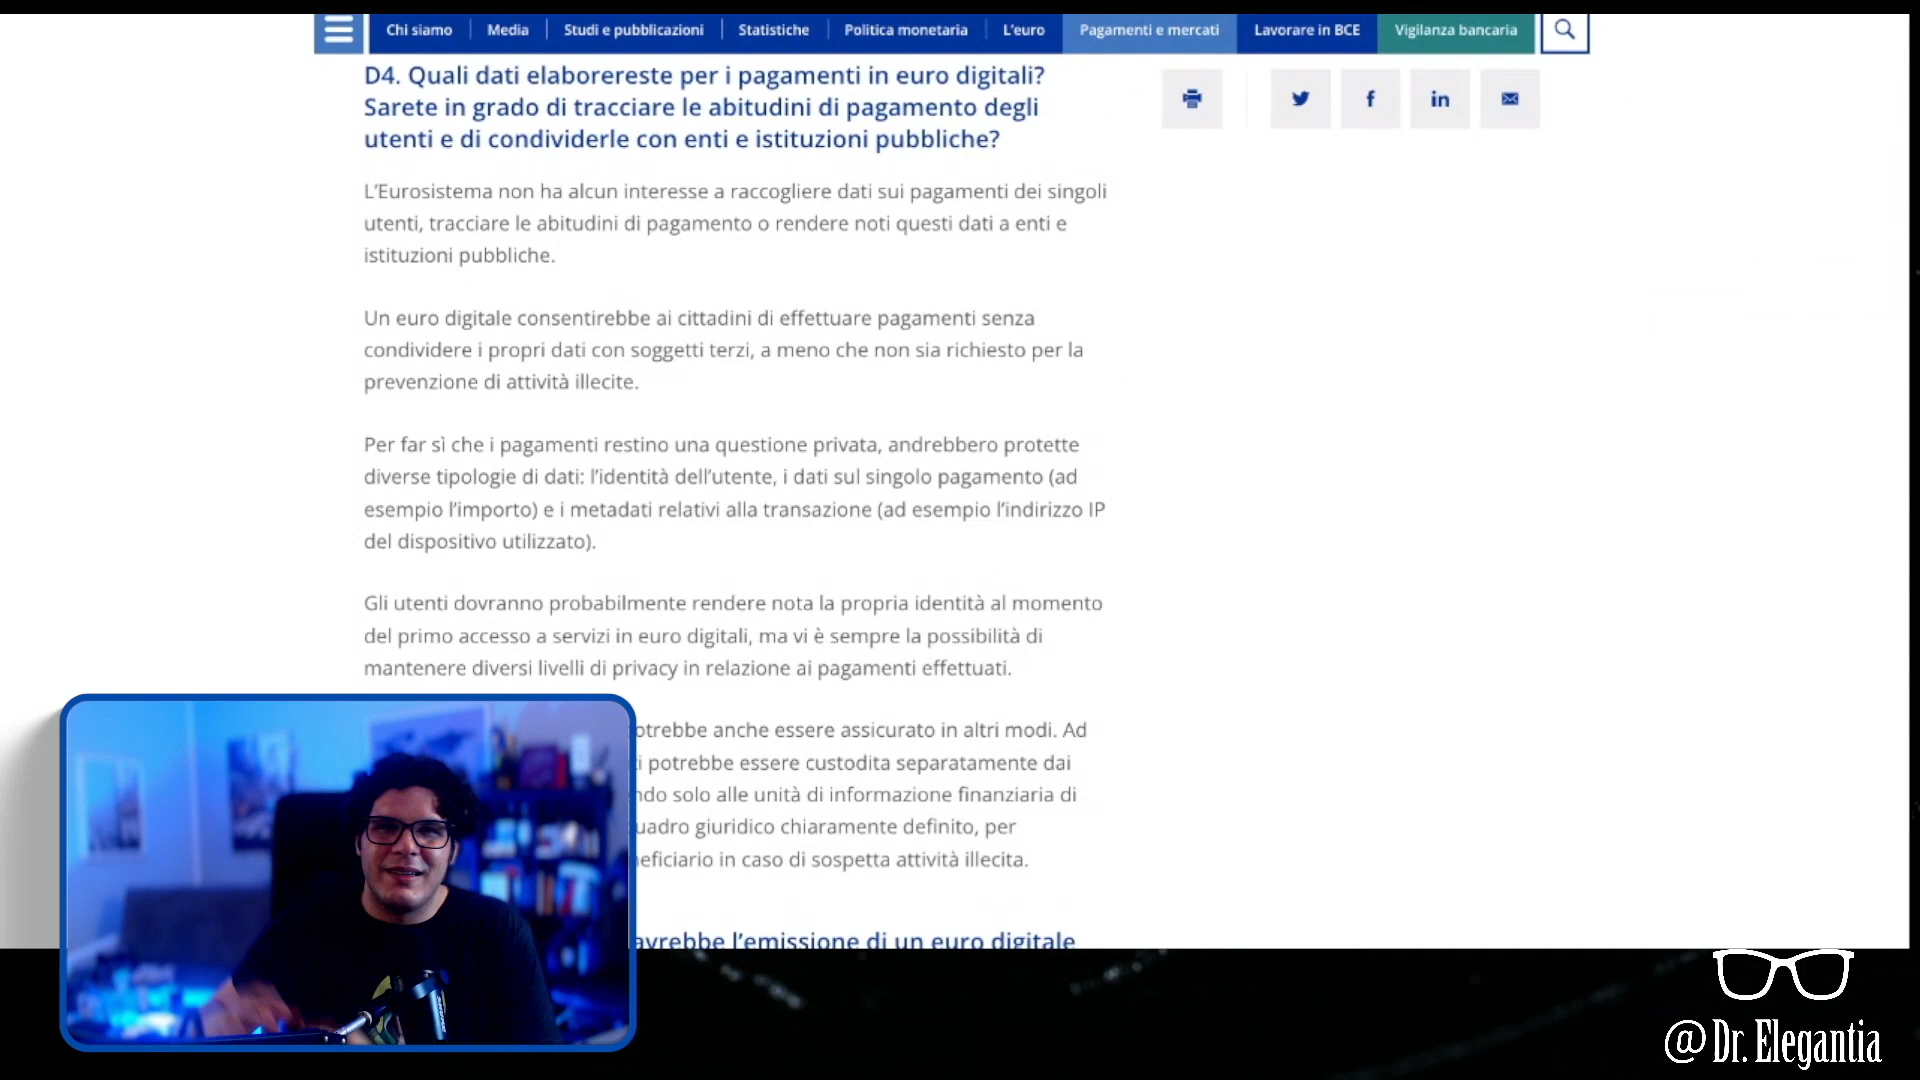 Chi siamo
Media
Studi e pubblicazioni
Statistiche
Politica monetaria
L'euro
Pagamenti e mercati
Lavorare in BCE
Vigilanza bancaria
D4. Quali dati elaborereste per i pagamenti in euro digitali?
Sarete in grado di tracciare le abitudini di pagamento degli
utenti e di condividerle con enti e istituzioni pubbliche?
L'Eurosistema non ha alcun interesse a raccogliere dati sui pagamenti dei singoli
utenti, tracciare le abitudini di pagamento o rendere noti questi dati a enti e
istituzioni pubbliche.
Un euro digitale consentirebbe ai cittadini di effettuare pagamenti senza
condividere i propri dati con soggetti terzi, a meno che non sia richiesto per la
prevenzione di attività illecite.
Per far sì che i pagamenti restino una questione privata, andrebbero protette
diverse tipologie di dati: l'identità dell'utente, i dati sul singolo pagamento (ad
esempio l'importo) e i metadati relativi alla transazione (ad esempio l'indirizzo IP
del dispositivo utilizzato).
Gli utenti dovranno probabilmente rendere nota la propria identità al momento
del primo accesso a servizi in euro digitali, ma vi è sempre la possibilità di
mantenere diversi livelli di privacy in relazione ai pagamenti effettuati.
otrebbe anche essere assicurato in altri modi. Ad
ti potrebbe essere custodita separatamente dai
ndo solo alle unità di informazione finanziaria di
uadro giuridico chiaramente definito, per
neficiario in caso di sospetta attività illecita.
avrebbe l'emissione di un euro digitale
@Dr. Elegantia